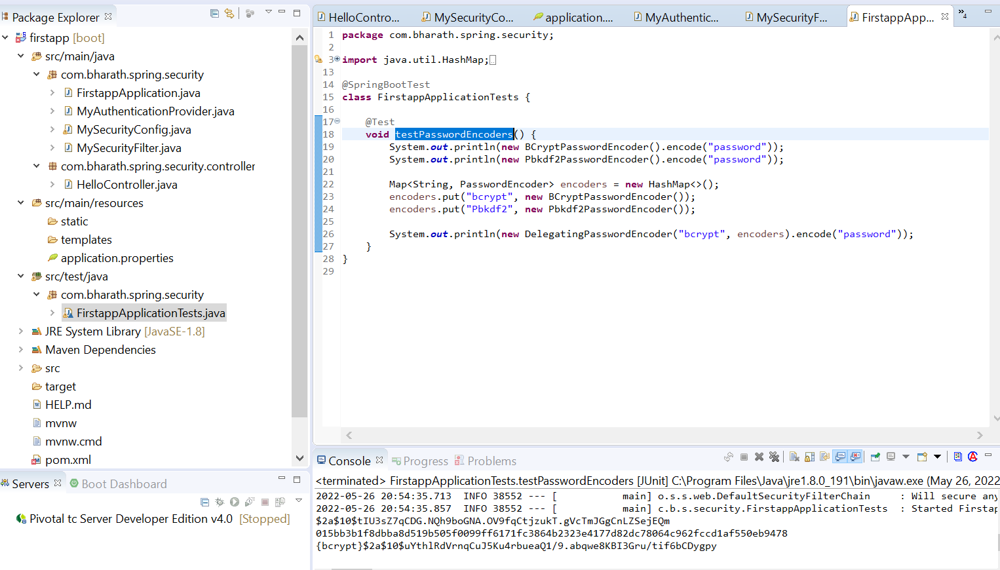 Package Explorer
firstapp [boot]
src/main/java
com.bharath.spring.security
FirstappApplication.java
MyAuthenticationProvider.java
MySecurityConfig.java
MySecurityFilter.java
com.bharath.spring.security.controller
HelloController.java
src/main/resources
static
templates
application.properties
src/test/java
com.bharath.spring.security
FirstappApplicationTests.java
JRE System Library [JavaSE-1.8]
Maven Dependencies
src
target
HELP.md
mvnw
mvnw.cmd
pom.xml
Servers Boot Dashboard
Pivotal tc Server Developer Edition v4.0 [Stopped]
HelloContro... MySecurityCo... application.... MyAuthentic... MySecurityF... FirstappApp... »4
1 package com.bharath.spring.security;
2
3 import java.util.HashMap;
13
14 @SpringBootTest
15 class FirstappApplicationTests {
16
17 @Test
18 void testPasswordEncoders() {
19 System.out.println(new BCryptPasswordEncoder().encode("password"));
20 System.out.println(new Pbkdf2PasswordEncoder().encode("password"));
21
22 Map<String, PasswordEncoder> encoders = new HashMap<>();
23 encoders.put("bcrypt", new BCryptPasswordEncoder());
24 encoders.put("Pbkdf2", new Pbkdf2PasswordEncoder());
25
26 System.out.println(new DelegatingPasswordEncoder("bcrypt", encoders).encode("password"));
27 }
28 }
29
Console Progress Problems
<terminated> FirstappApplicationTests.testPasswordEncoders [JUnit] C:\Program Files\Java\jre1.8.0_191\bin\javaw.exe (May 26, 2022
2022-05-26 20:54:35.713 INFO 38552 --- [ main] o.s.s.web.DefaultSecurityFilterChain : Will secure any
2022-05-26 20:54:35.857 INFO 38552 --- [ main] c.b.s.security.FirstappApplicationTests : Started Firstap
$2a$10$tIU3sZ7qCDG.NQh9boGNA.OV9fqCtjzukT.gVcTmJGgCnLZSejEQm
015bb3b1f8dbba8d519b505f0099ff6171fc3864b2323e4177d82dc78064c962fccd1af550eb9478
{bcrypt}$2a$10$uYthlRdVrnqCuJ5Ku4rbueaQ1/9.abqwe8KBI3Gru/tif6bCDygpy